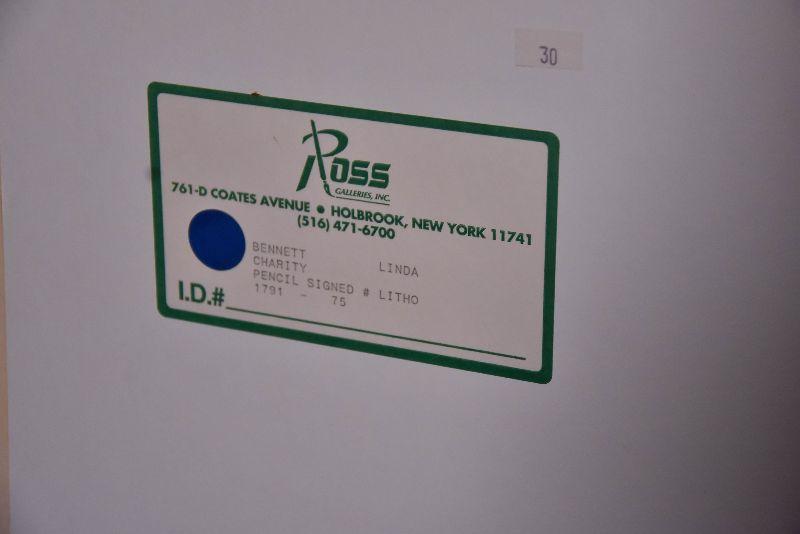 30
ROSS
GALLERIES, INC.
761-D COATES AVENUE • HOLBROOK, NEW YORK 11741
(516) 471-6700
BENNETT LINDA
CHARITY
PENCIL SIGNED # LITHO
1791 - 75
I.D.#